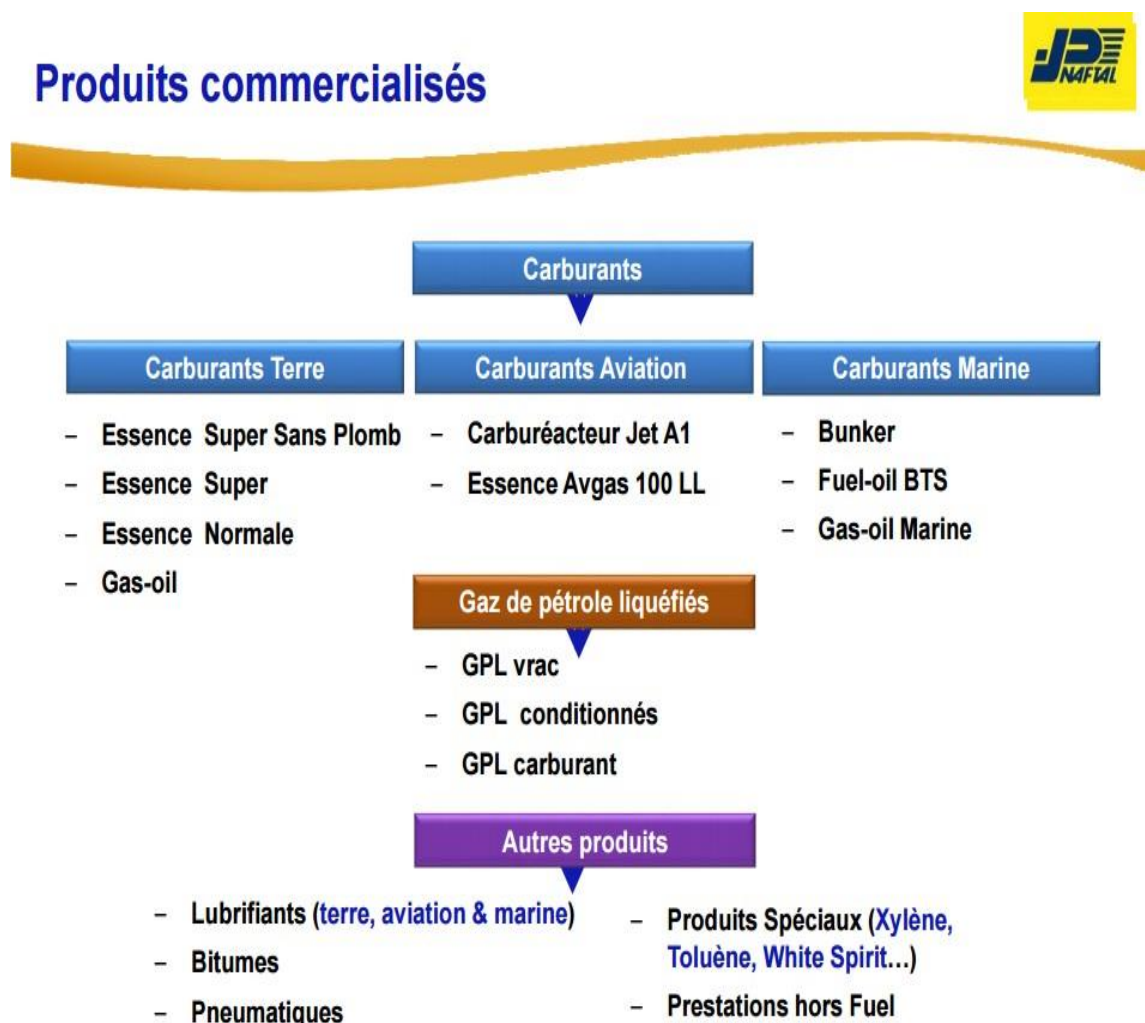 Produits commercialisés
NAFTAL
Carburants
Carburants Terre
– Essence Super Sans Plomb
– Essence Super
– Essence Normale
– Gas-oil
Carburants Aviation
– Carburéacteur Jet A1
– Essence Avgas 100 LL
Carburants Marine
– Bunker
– Fuel-oil BTS
– Gas-oil Marine
Gaz de pétrole liquéfiés
– GPL vrac
– GPL conditionnés
– GPL carburant
Autres produits
– Lubrifiants (terre, aviation & marine)
– Bitumes
– Pneumatiques
– Produits Spéciaux (Xylène,
Toluène, White Spirit…)
– Prestations hors Fuel